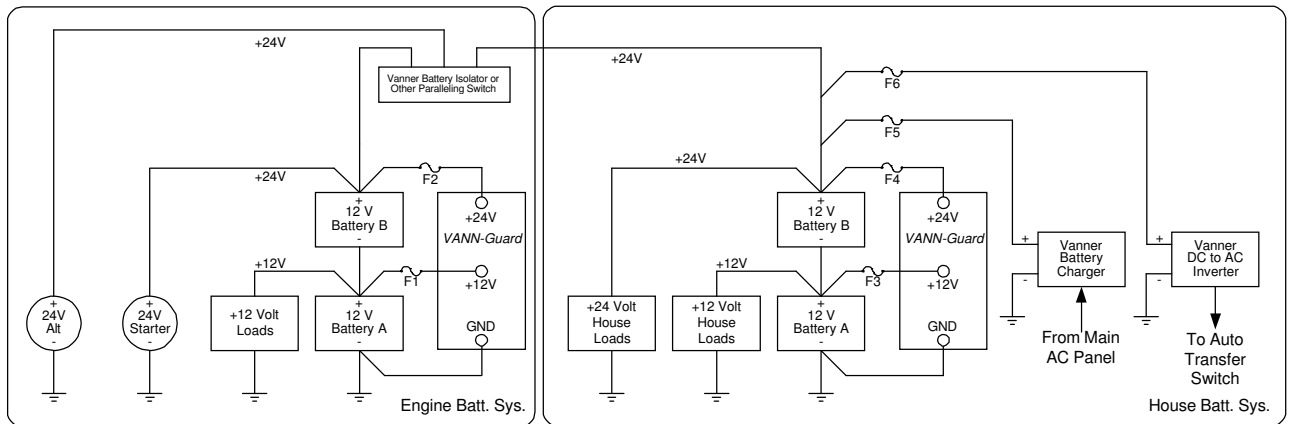 +24V
Vanner Battery Isolator or
Other Paralleling Switch
+24V
+24V
F2
+
12 V
Battery B
-
+24V
VANN-Guard
+12V
F1
+12V
+
24V
Alt
-
+
24V
Starter
-
+12 Volt
Loads
+
12 V
Battery A
-
GND
Engine Batt. Sys.
F6
F5
+24V
F4
+
12 V
Battery B
-
+24V
VANN-Guard
+12V
F3
+12V
+24 Volt
House
Loads
+12 Volt
House
Loads
+
12 V
Battery A
-
GND
+
-
Vanner
Battery
Charger
From Main
AC Panel
+
-
Vanner
DC to AC
Inverter
To Auto
Transfer
Switch
House Batt. Sys.